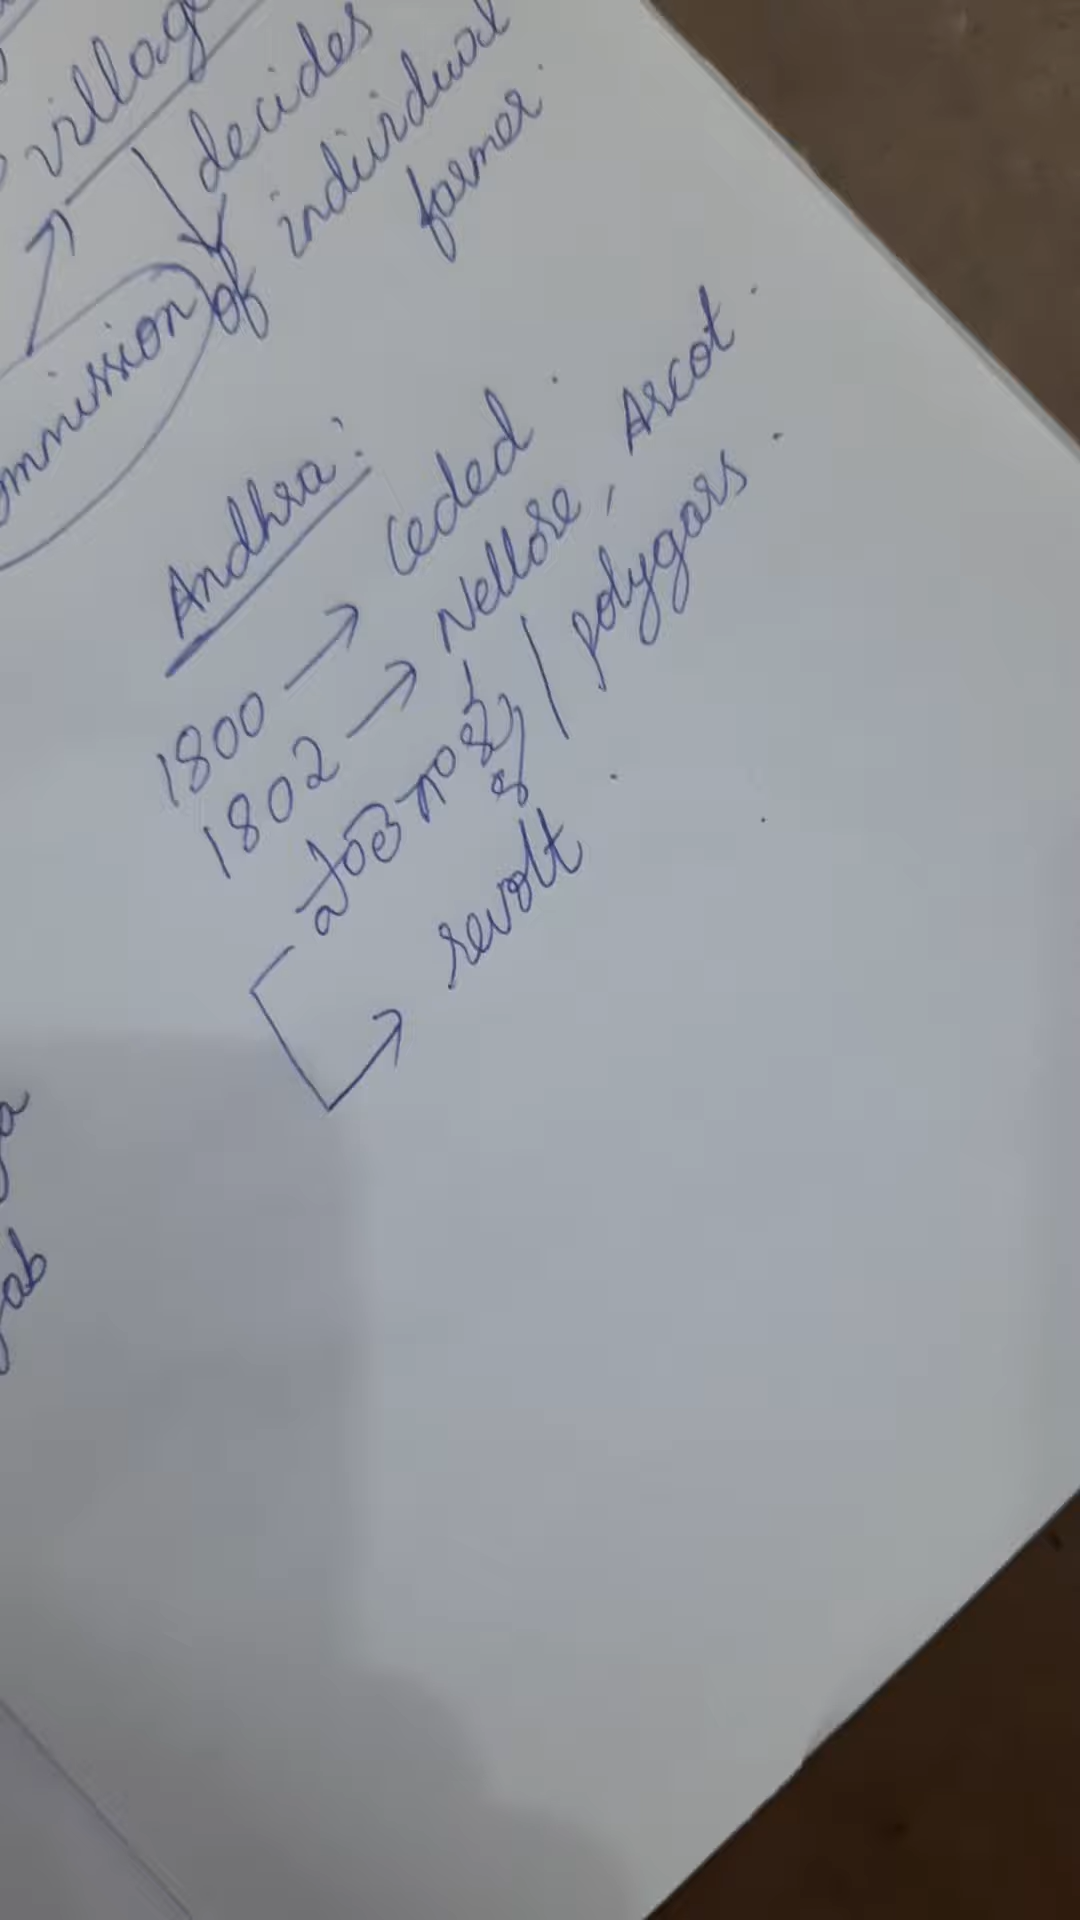 village
decides
of individual
farmer.
Commission
Andhra:
1800 → Ceded.
1802 → Nellore, Arcot.
పాలెగాళ్లు / polygars.
→ revolt